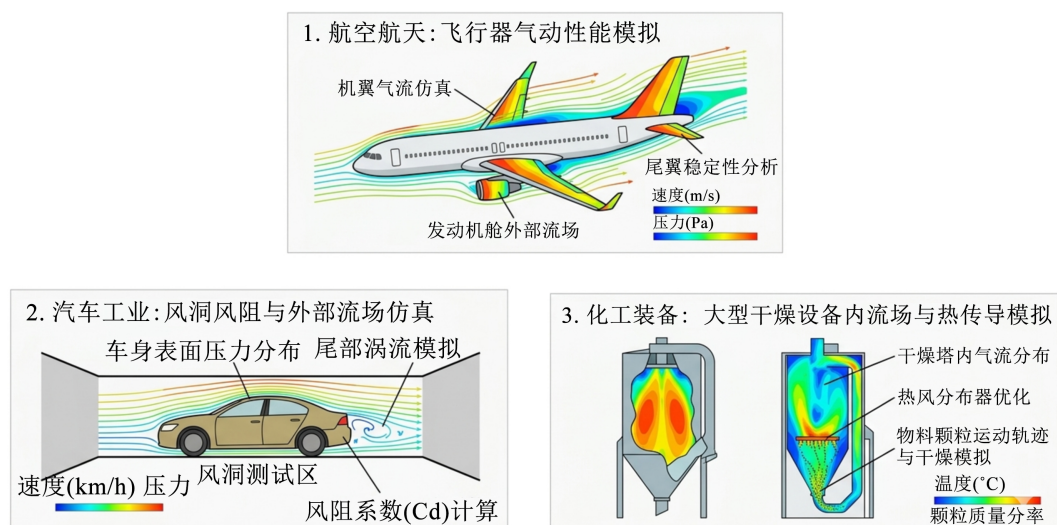 1. 航空航天:飞行器气动性能模拟
机翼气流仿真
尾翼稳定性分析
速度(m/s)
压力(Pa)
发动机舱外部流场
2. 汽车工业:风洞风阻与外部流场仿真
车身表面压力分布
尾部涡流模拟
风洞测试区
速度(km/h) 压力
风阻系数(Cd)计算
3. 化工装备: 大型干燥设备内流场与热传导模拟
干燥塔内气流分布
热风分布器优化
物料颗粒运动轨迹
与干燥模拟
温度(°C)
颗粒质量分率